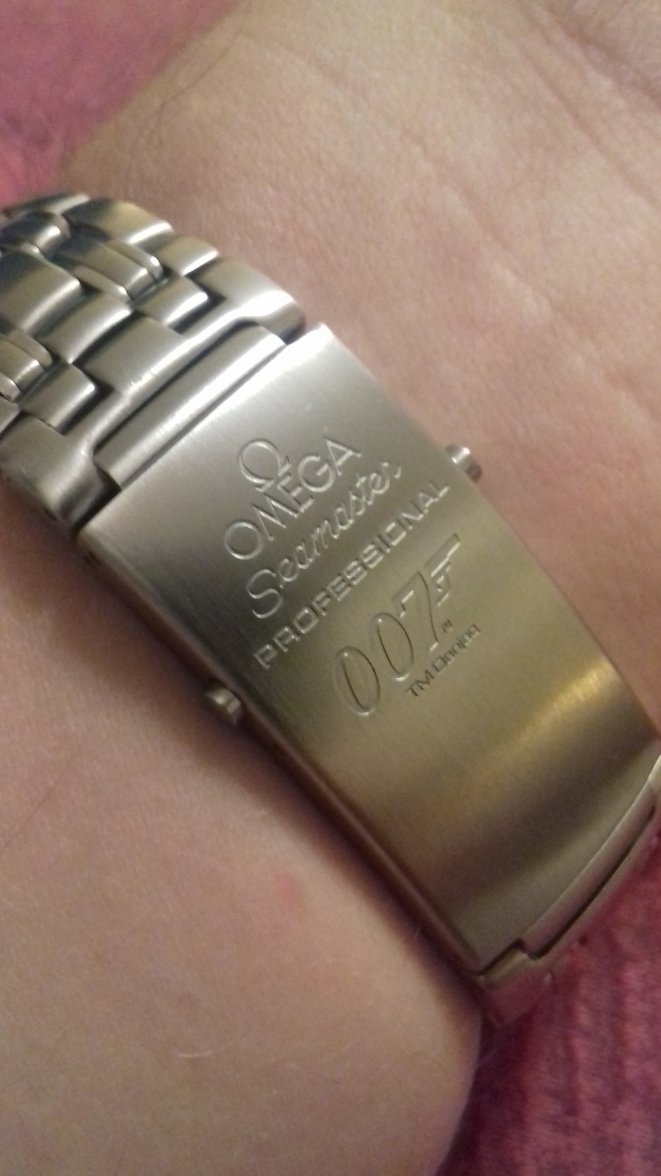 Ω
OMEGA
Seamaster
PROFESSIONAL
007
TM Danjaq